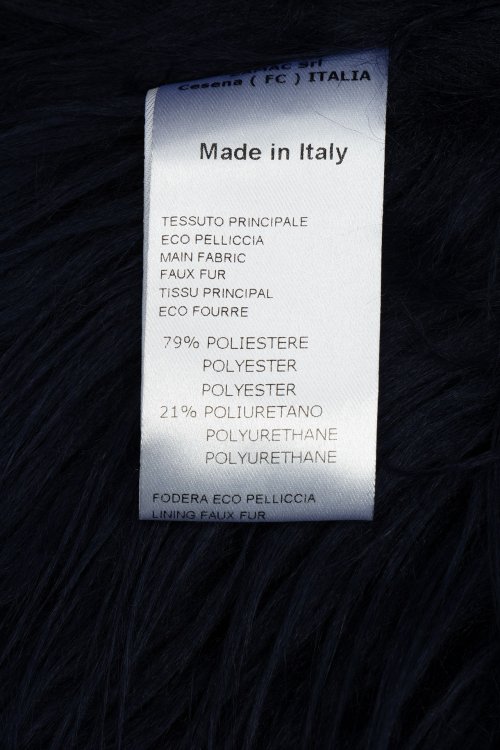 Srl
Cesena ( FC ) ITALIA
Made in Italy
TESSUTO PRINCIPALE
ECO PELLICCIA
MAIN FABRIC
FAUX FUR
TISSU PRINCIPAL
ECO FOURRE
79% POLIESTERE
POLYESTER
POLYESTER
21% POLIURETANO
POLYURETHANE
POLYURETHANE
FODERA ECO PELLICCIA
LINING FAUX FUR